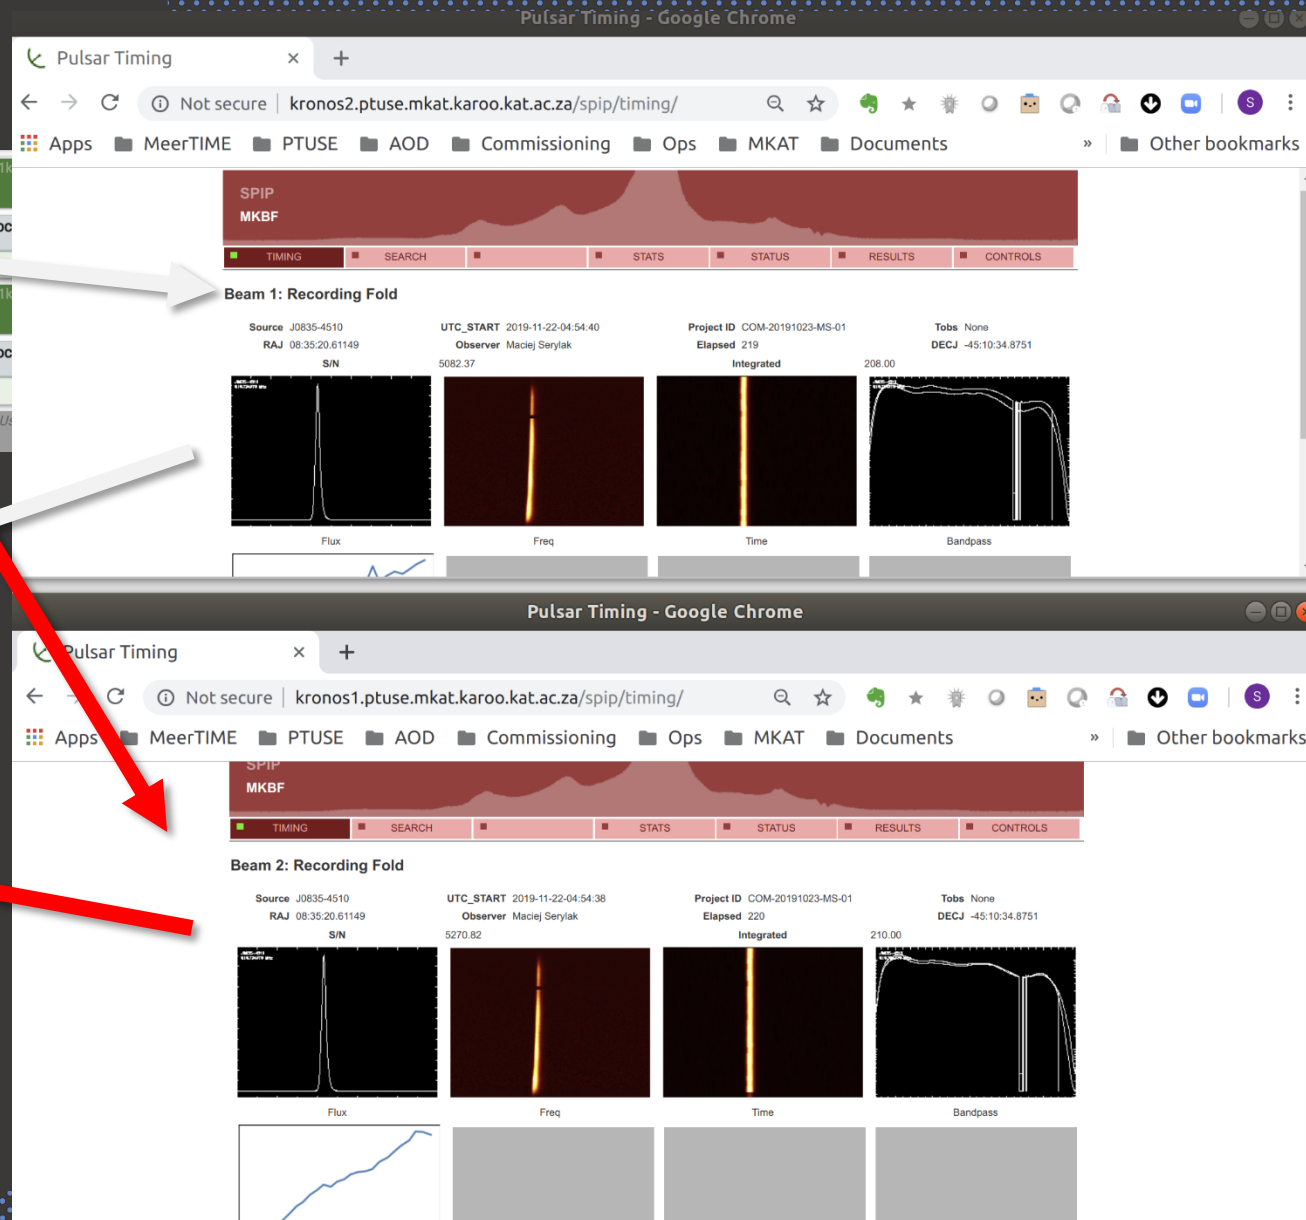 Pulsar Timing - Google Chrome
Pulsar Timing
Not secure | kronos2.ptuse.mkat.karoo.kat.ac.za/spip/timing/
S
Apps MeerTIME PTUSE AOD Commissioning Ops MKAT Documents » Other bookmarks
SPIP
MKBF
TIMING SEARCH STATS STATUS RESULTS CONTROLS
Beam 1: Recording Fold
Source J0835-4510 UTC_START 2019-11-22-04:54:40 Project ID COM-20191023-MS-01 Tobs None
RAJ 08:35:20.61149 Observer Maciej Serylak Elapsed 219 DECJ -45:10:34.8751
S/N 5082.37 Integrated 208.00
Flux Freq Time Bandpass
Pulsar Timing - Google Chrome
Pulsar Timing
Not secure | kronos1.ptuse.mkat.karoo.kat.ac.za/spip/timing/
S
Apps MeerTIME PTUSE AOD Commissioning Ops MKAT Documents » Other bookmarks
SPIP
MKBF
TIMING SEARCH STATS STATUS RESULTS CONTROLS
Beam 2: Recording Fold
Source J0835-4510 UTC_START 2019-11-22-04:54:38 Project ID COM-20191023-MS-01 Tobs None
RAJ 08:35:20.61149 Observer Maciej Serylak Elapsed 220 DECJ -45:10:34.8751
S/N 5270.82 Integrated 210.00
Flux Freq Time Bandpass